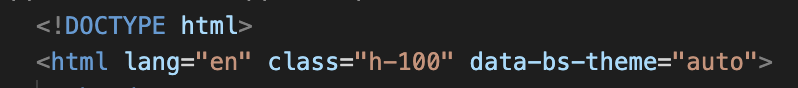 <!DOCTYPE html>
<html lang="en" class="h-100" data-bs-theme="auto">